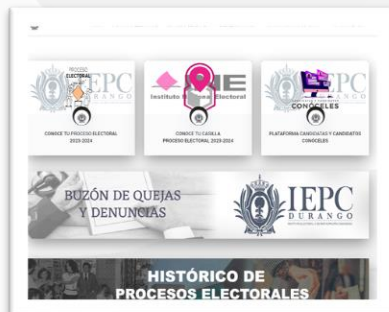 PROCESO
ELECTORAL
IEPC
DURANGO
CONOCE TU PROCESO ELECTORAL
2023-2024
INE
Instituto Nacional Electoral
CONOCE TU CASILLA
PROCESO ELECTORAL 2023-2024
IEPC
CONÓCELES
PLATAFORMA CANDIDATAS Y CANDIDATOS
CONÓCELES
BUZÓN DE QUEJAS
Y DENUNCIAS
IEPC
DURANGO
HISTÓRICO DE
PROCESOS ELECTORALES